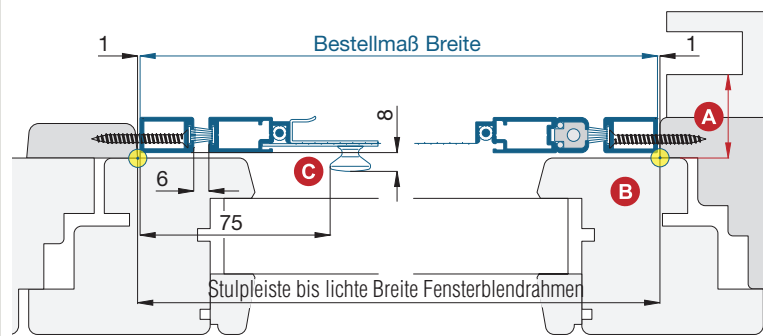 1
Bestellmaß Breite
1
8
A
C
B
6
75
Stulpleiste bis lichte Breite Fensterblendrahmen